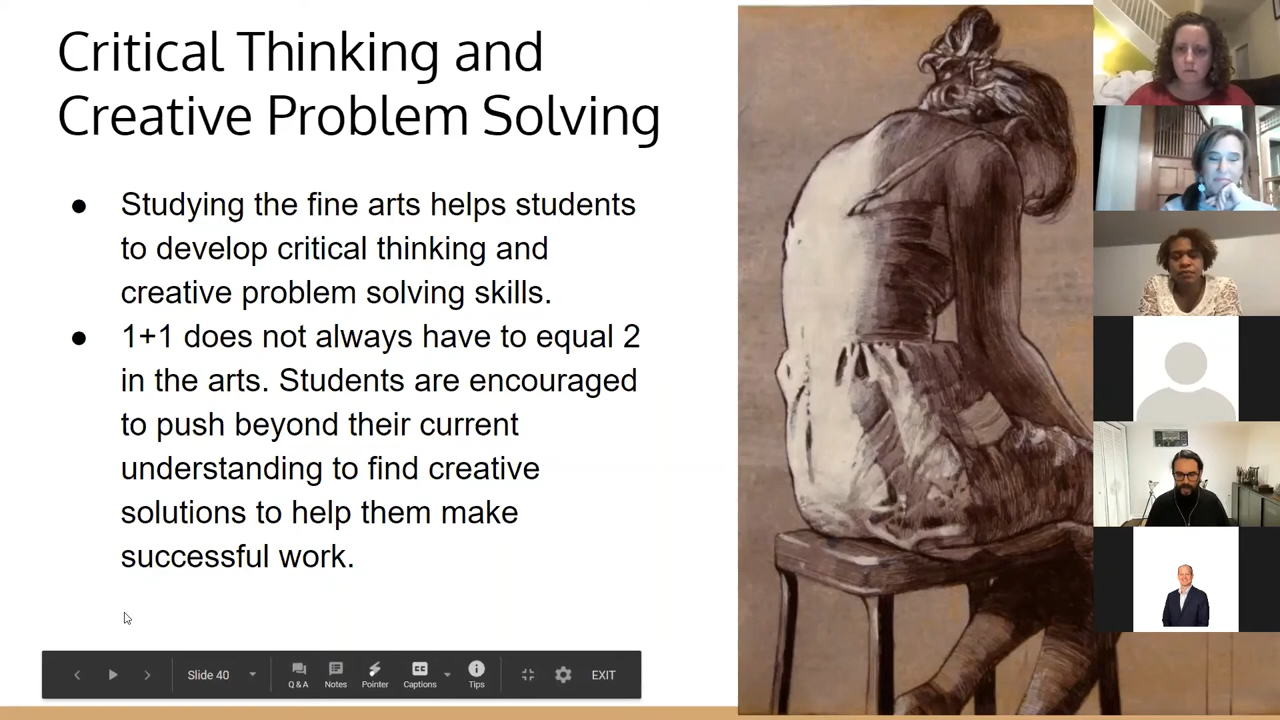 Critical Thinking and
Creative Problem Solving
● Studying the fine arts helps students
to develop critical thinking and
creative problem solving skills.
● 1+1 does not always have to equal 2
in the arts. Students are encouraged
to push beyond their current
understanding to find creative
solutions to help them make
successful work.
Slide 40
Q & A
Notes
Pointer
CC
Captions
Tips
EXIT